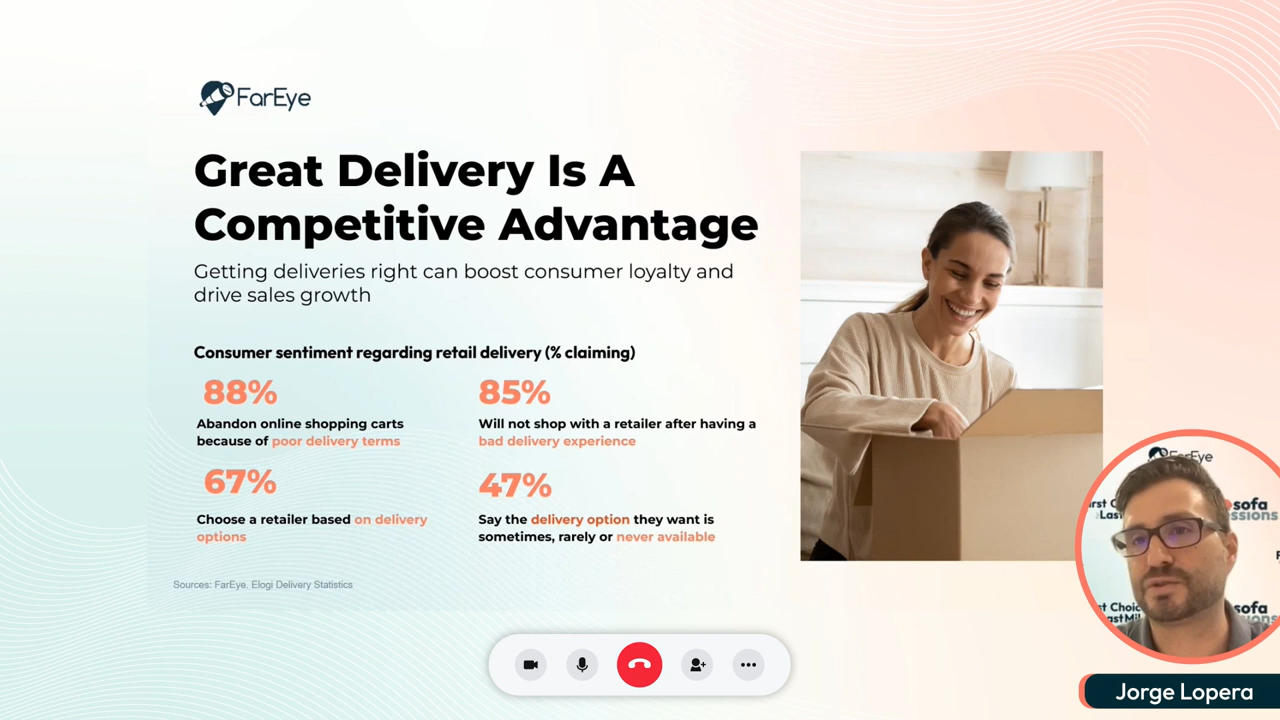 FarEye
Great Delivery Is A
Competitive Advantage
Getting deliveries right can boost consumer loyalty and
drive sales growth
Consumer sentiment regarding retail delivery (% claiming)
88%
Abandon online shopping carts
because of poor delivery terms
85%
Will not shop with a retailer after having a
bad delivery experience
67%
Choose a retailer based on delivery
options
47%
Say the delivery option they want is
sometimes, rarely or never available
Sources: FarEye. Elogi Delivery Statistics
FarEye
sofa
sofa
Jorge Lopera